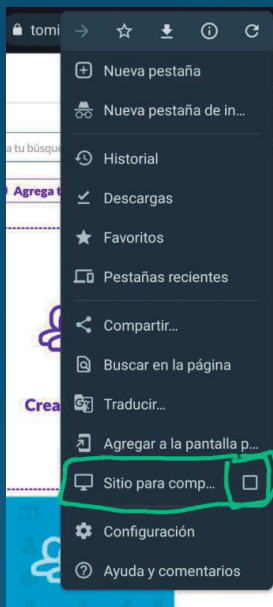 tomi
Nueva pestaña
Nueva pestaña de in...
a tu búsque
Historial
Agrega t
Descargas
Favoritos
Pestañas recientes
Compartir...
Buscar en la página
Crea
Traducir...
Agregar a la pantalla p...
Sitio para comp...
Configuración
Ayuda y comentarios